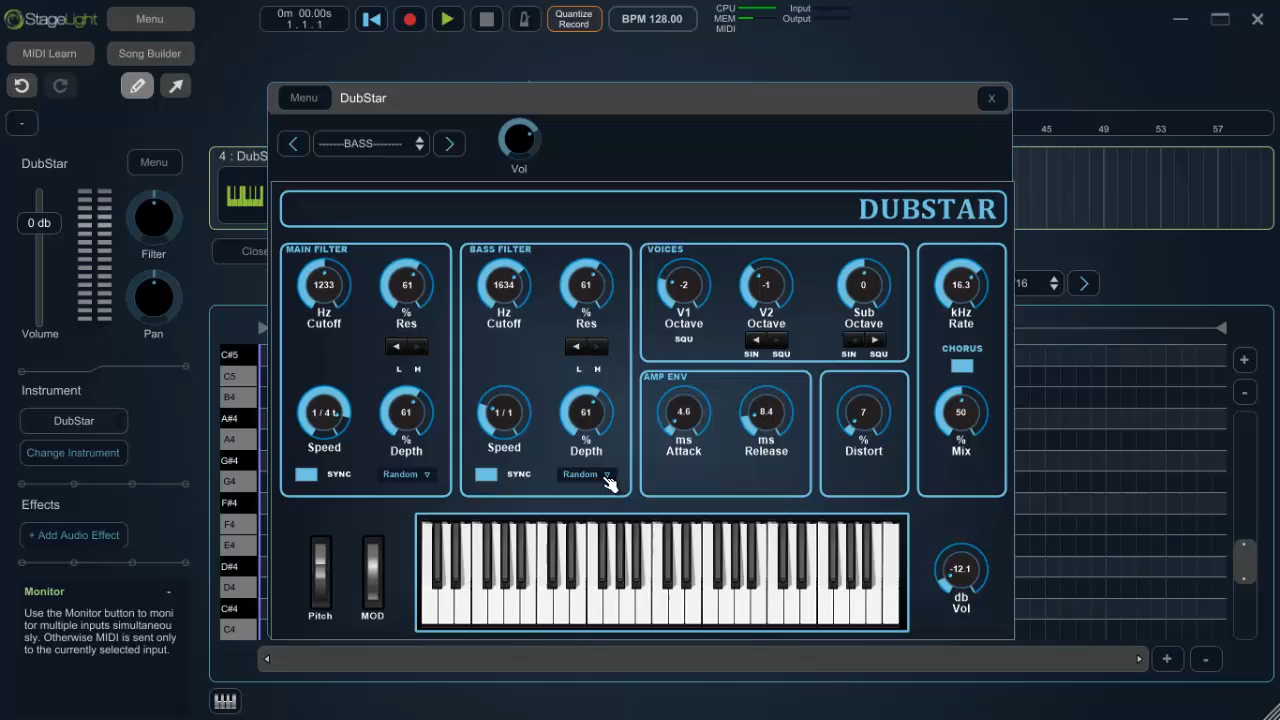 StageLight
Menu
0m 00.00s
1 . 1 . 1
Quantize
Record
BPM 128.00
CPU
MEM
MIDI
Input
Output
MIDI Learn
Song Builder
Menu
DubStar
X
-
45
49
53
57
-------BASS--------
Vol
DubStar
Menu
4 : DubS
0 db
Filter
Close
16
Volume
Pan
DUBSTAR
MAIN FILTER
1233
Hz
Cutoff
61
%
Res
L H
1 / 4 t
Speed
61
%
Depth
SYNC
Random
BASS FILTER
1634
Hz
Cutoff
61
%
Res
L H
1 / 1
Speed
61
%
Depth
SYNC
Random
VOICES
-2
V1
Octave
SQU
-1
V2
Octave
SIN SQU
0
Sub
Octave
SIN SQU
AMP ENV
4.6
ms
Attack
8.4
ms
Release
7
%
Distort
16.3
kHz
Rate
CHORUS
50
%
Mix
Pitch
MOD
-12.1
db
Vol
Instrument
DubStar
Change Instrument
Effects
+ Add Audio Effect
Monitor
-
Use the Monitor button to moni
tor multiple inputs simultaneou
sly. Otherwise MIDI is sent only
to the currently selected input.
C#5
C5
B4
A#4
A4
G#4
G4
F#4
F4
E4
D#4
D4
C#4
C4
+
-
+
-